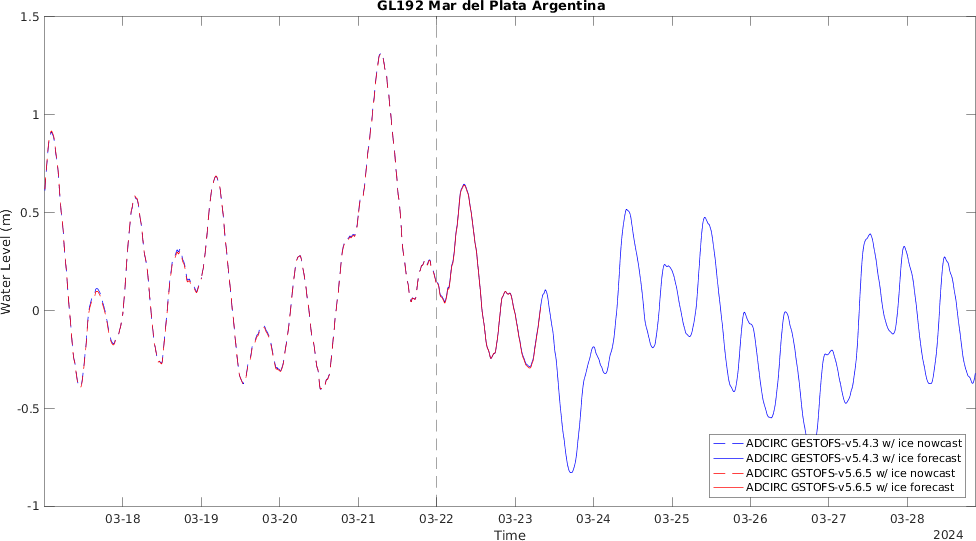 GL192 Mar del Plata Argentina
1.5
1
0.5
0
-0.5
-1
Water Level (m)
03-18 03-19 03-20 03-21 03-22 03-23 03-24 03-25 03-26 03-27 03-28
Time
2024
ADCIRC GESTOFS-v5.4.3 w/ ice nowcast
ADCIRC GESTOFS-v5.4.3 w/ ice forecast
ADCIRC GSTOFS-v5.6.5 w/ ice nowcast
ADCIRC GSTOFS-v5.6.5 w/ ice forecast